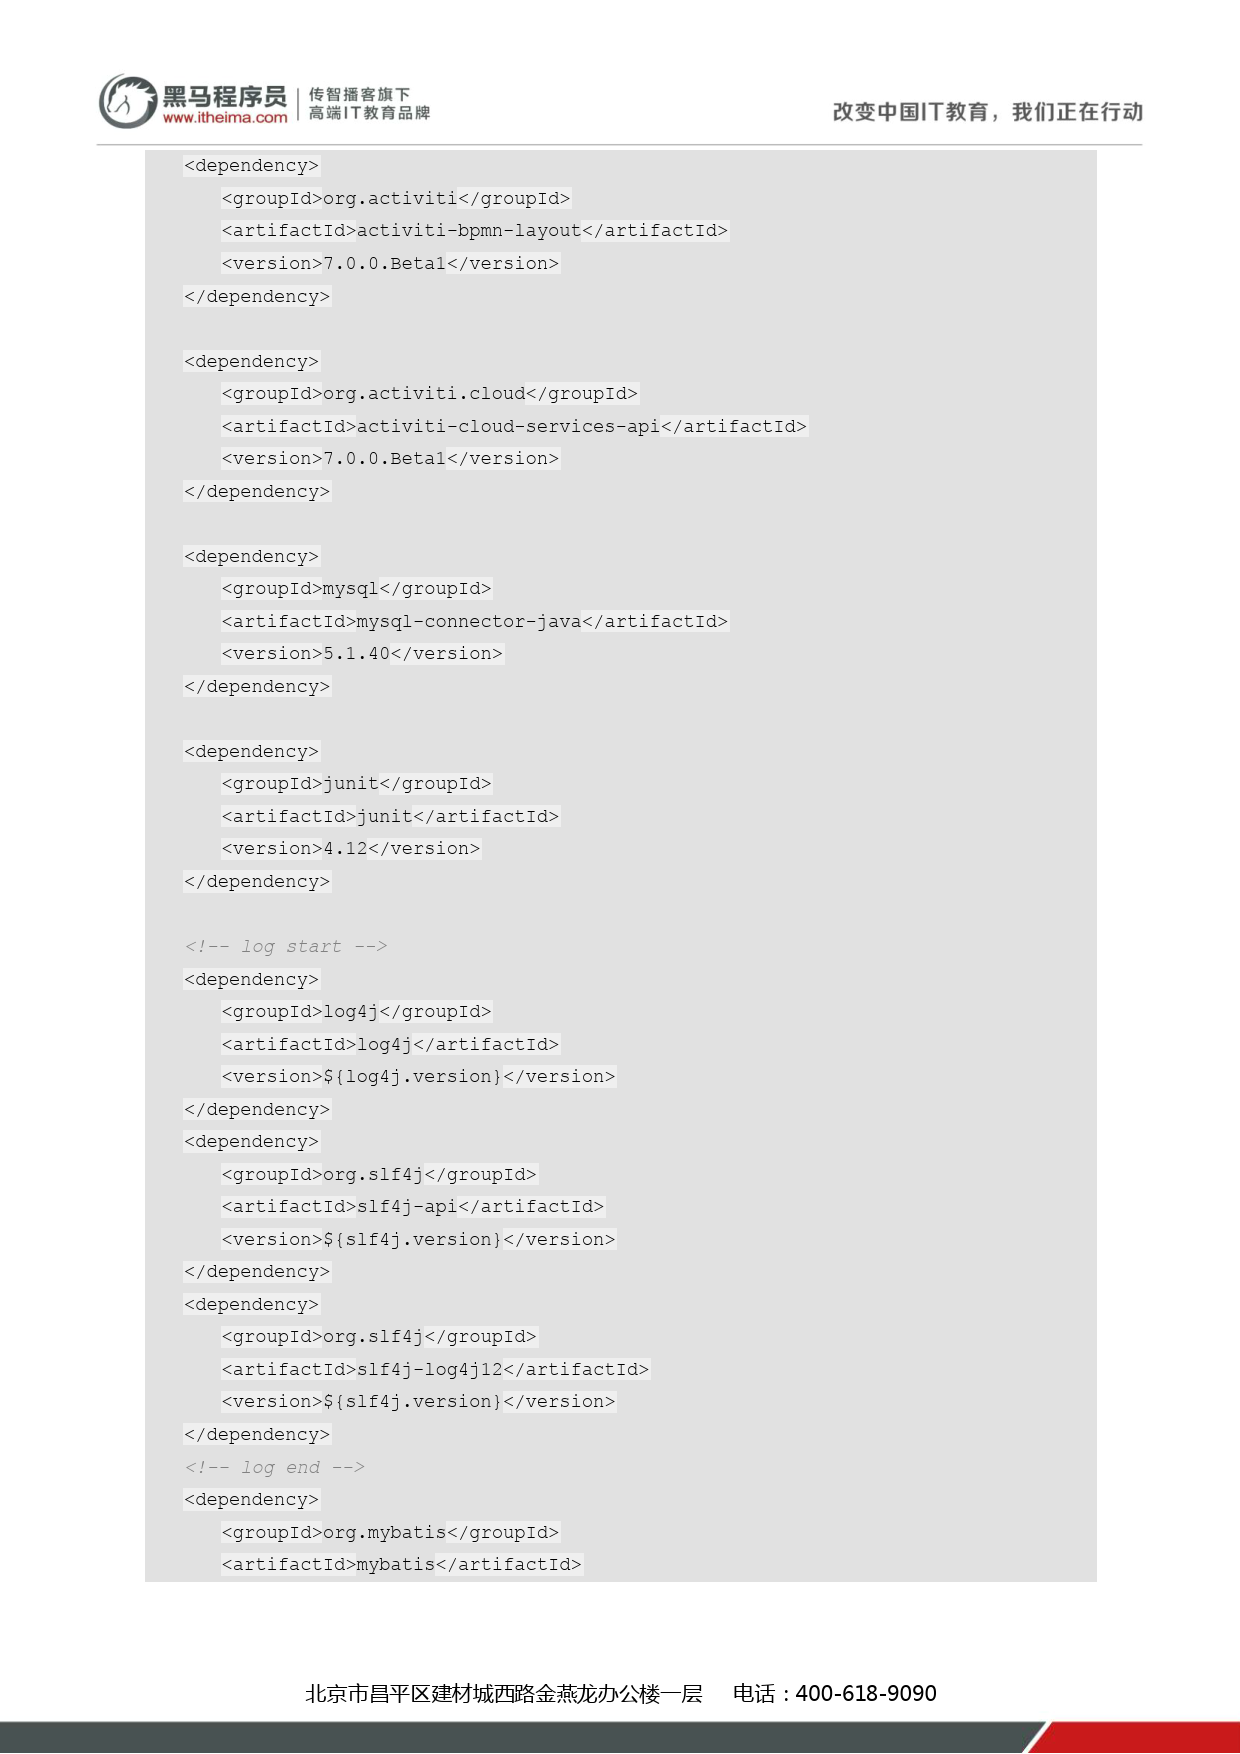 黑马程序员
www.itheima.com
传智播客旗下
高端IT教育品牌
改变中国IT教育，我们正在行动
<dependency>
<groupId>org.activiti</groupId>
<artifactId>activiti-bpmn-layout</artifactId>
<version>7.0.0.Beta1</version>
</dependency>
<dependency>
<groupId>org.activiti.cloud</groupId>
<artifactId>activiti-cloud-services-api</artifactId>
<version>7.0.0.Beta1</version>
</dependency>
<dependency>
<groupId>mysql</groupId>
<artifactId>mysql-connector-java</artifactId>
<version>5.1.40</version>
</dependency>
<dependency>
<groupId>junit</groupId>
<artifactId>junit</artifactId>
<version>4.12</version>
</dependency>
<!-- log start -->
<dependency>
<groupId>log4j</groupId>
<artifactId>log4j</artifactId>
<version>${log4j.version}</version>
</dependency>
<dependency>
<groupId>org.slf4j</groupId>
<artifactId>slf4j-api</artifactId>
<version>${slf4j.version}</version>
</dependency>
<dependency>
<groupId>org.slf4j</groupId>
<artifactId>slf4j-log4j12</artifactId>
<version>${slf4j.version}</version>
</dependency>
<!-- log end -->
<dependency>
<groupId>org.mybatis</groupId>
<artifactId>mybatis</artifactId>
北京市昌平区建材城西路金燕龙办公楼一层 电话：400-618-9090